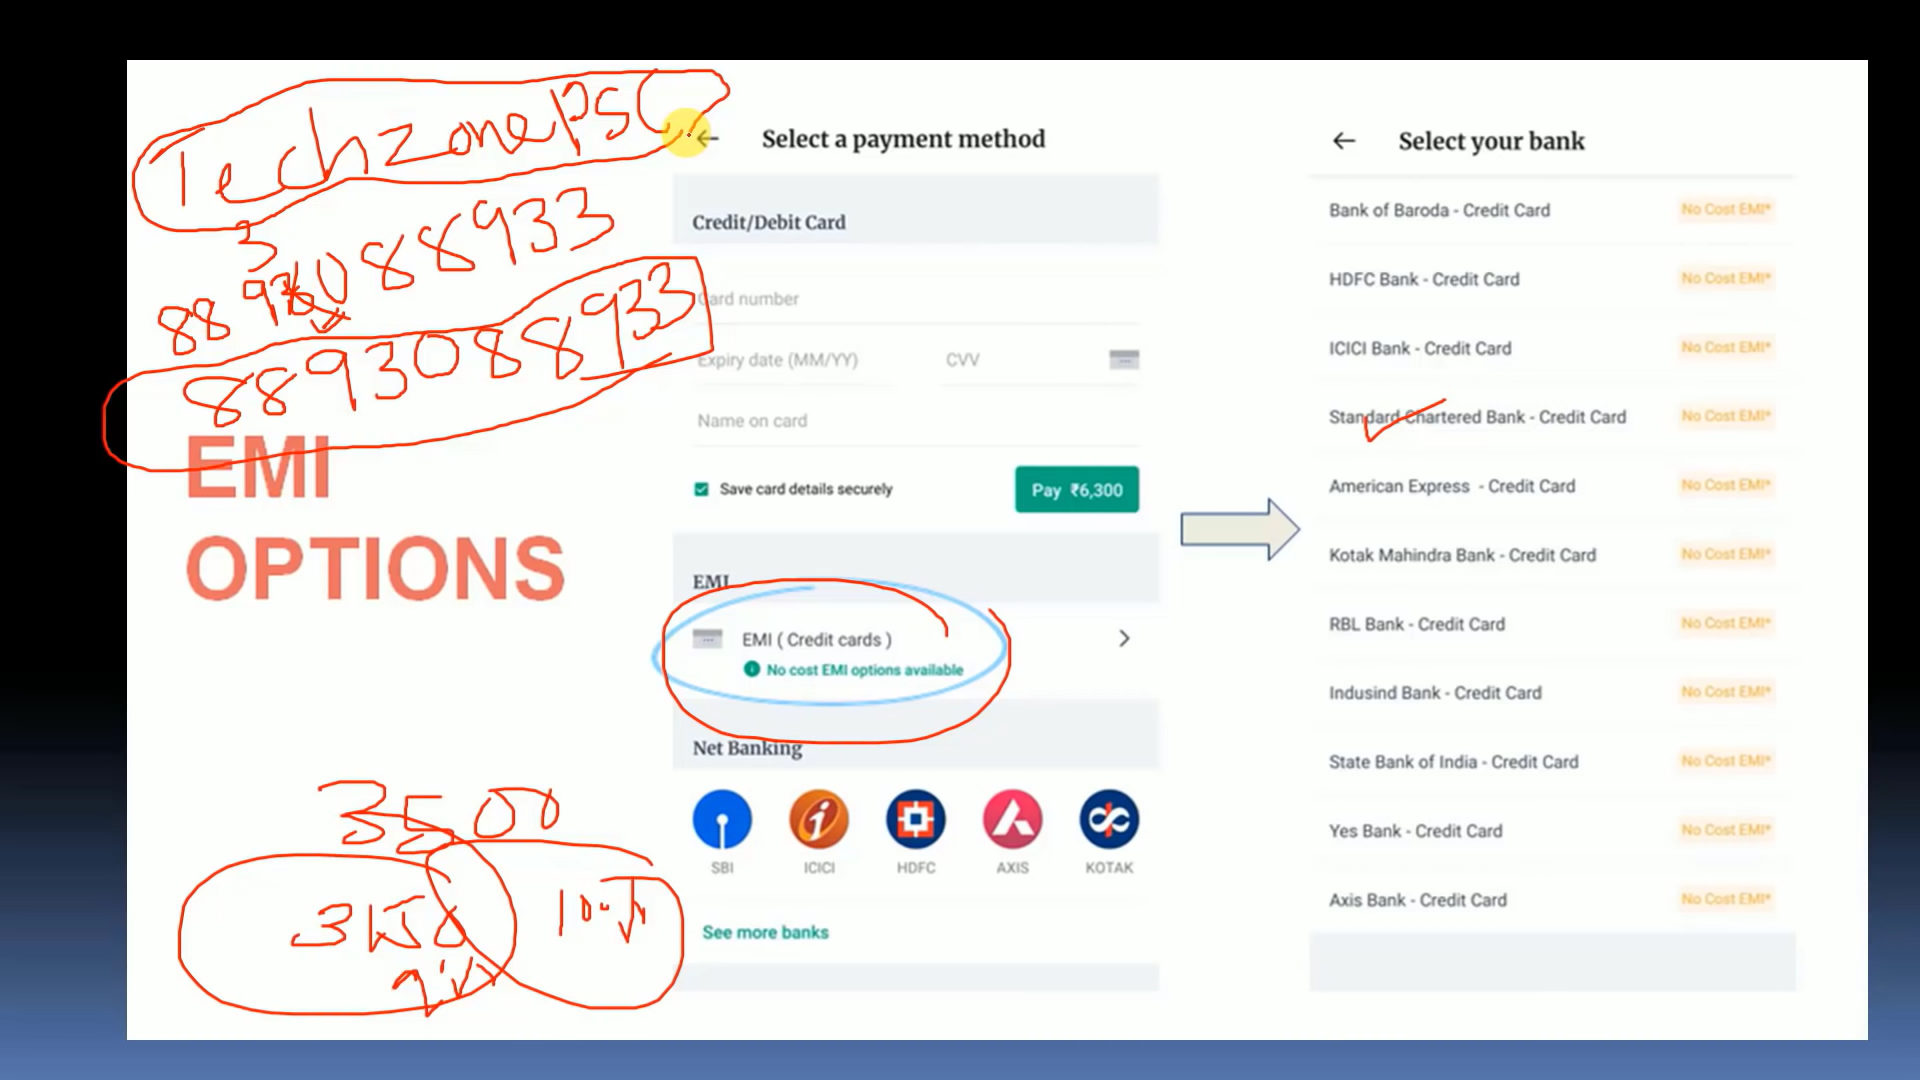 TechzonePSC
3
88930 88933
889308 8933
EMI
OPTIONS
3500
3150
Select a payment method
Credit/Debit Card
Card number
Expiry date (MM/YY) CVV
Name on card
Save card details securely
Pay ₹6,300
EMI
EMI ( Credit cards )
No cost EMI options available
Net Banking
SBI ICICI HDFC AXIS KOTAK
See more banks
Select your bank
Bank of Baroda - Credit Card No Cost EMI*
HDFC Bank - Credit Card No Cost EMI*
ICICI Bank - Credit Card No Cost EMI*
Standard Chartered Bank - Credit Card No Cost EMI*
American Express - Credit Card No Cost EMI*
Kotak Mahindra Bank - Credit Card No Cost EMI*
RBL Bank - Credit Card No Cost EMI*
Indusind Bank - Credit Card No Cost EMI*
State Bank of India - Credit Card No Cost EMI*
Yes Bank - Credit Card No Cost EMI*
Axis Bank - Credit Card No Cost EMI*